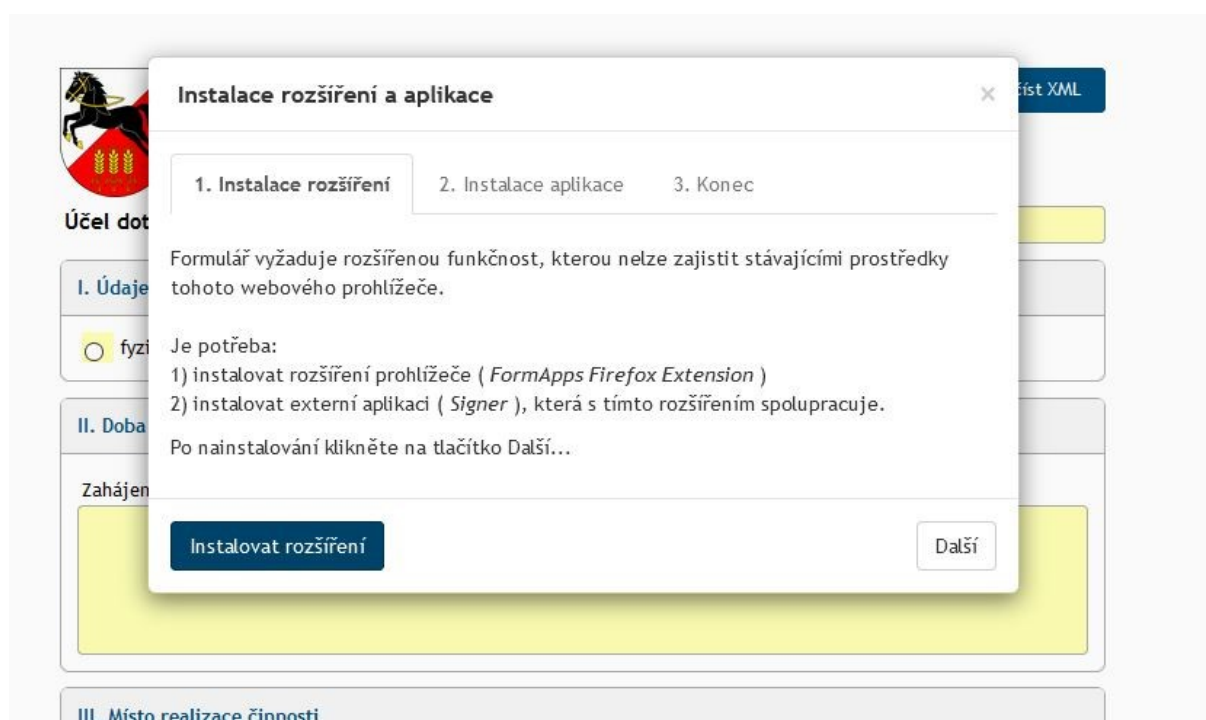 Instalace rozšíření a aplikace
×
číst XML
1. Instalace rozšíření 2. Instalace aplikace 3. Konec
Účel dot
Formulář vyžaduje rozšířenou funkčnost, kterou nelze zajistit stávajícími prostředky
tohoto webového prohlížeče.
I. Údaje
fyzi
Je potřeba:
1) instalovat rozšíření prohlížeče ( FormApps Firefox Extension )
2) instalovat externí aplikaci ( Signer ), která s tímto rozšířením spolupracuje.
II. Doba
Po nainstalování klikněte na tlačítko Další...
Zahájen
Instalovat rozšíření
Další
III. Místo realizace činnosti